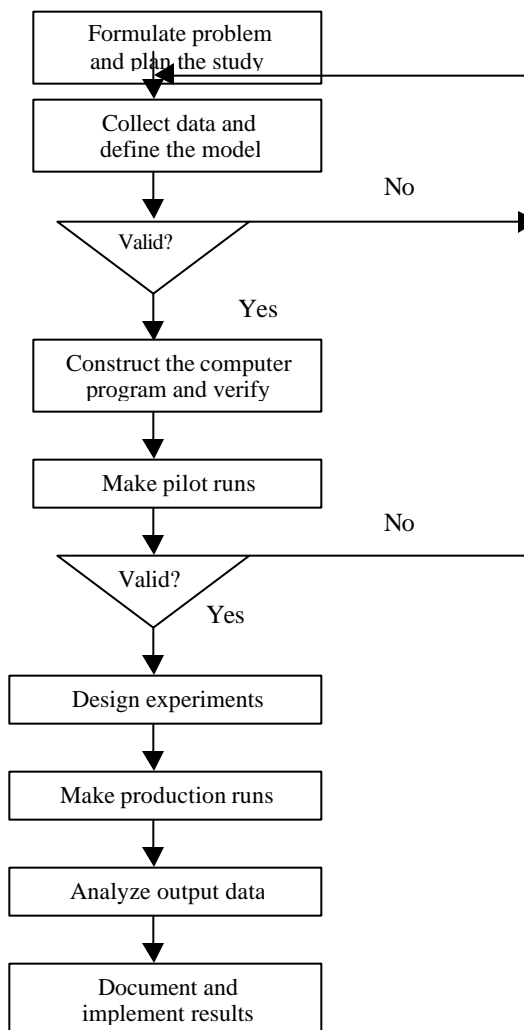 Formulate problem
and plan the study
Collect data and
define the model
No
Valid?
Yes
Construct the computer
program and verify
Make pilot runs
No
Valid?
Yes
Design experiments
Make production runs
Analyze output data
Document and
implement results